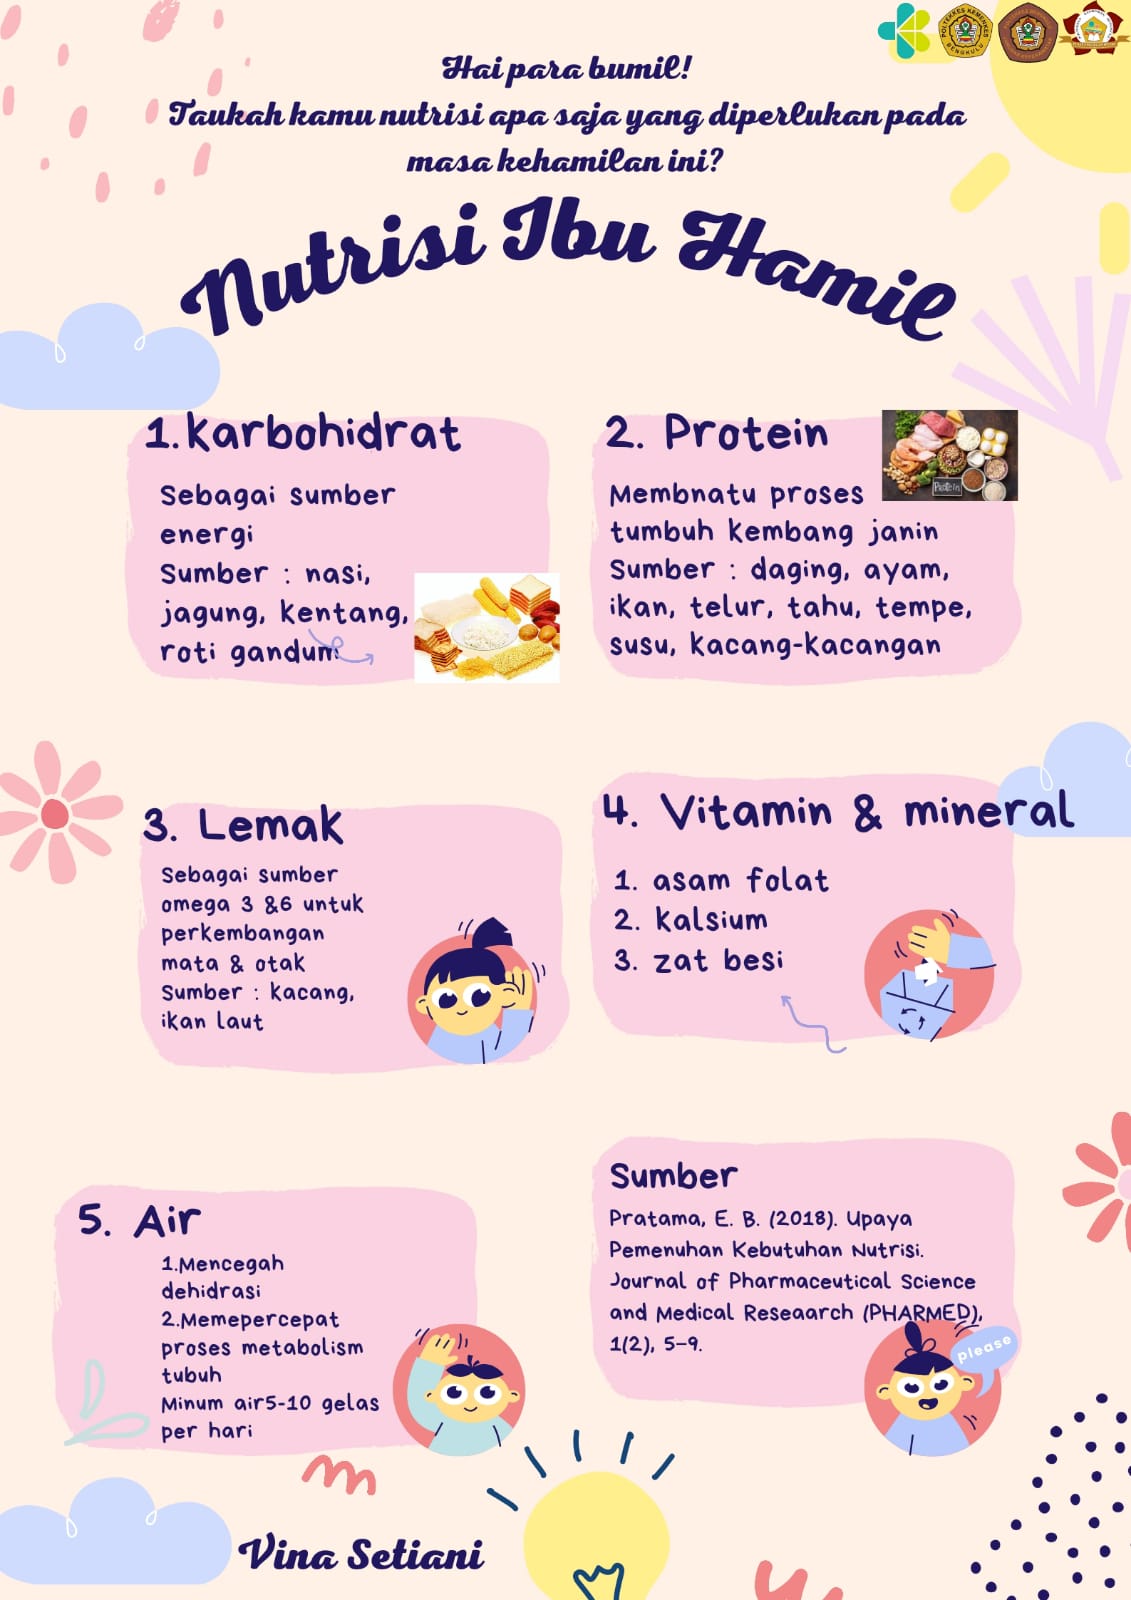 Hai para bumil!
Taukah kamu nutrisi apa saja yang diperlukan pada
masa kehamilan ini?
Nutrisi Ibu Hamil
1.Karbohidrat
Sebagai sumber
energi
Sumber : nasi,
jagung, kentang,
roti gandum
2. Protein
Protein
Membnatu proses
tumbuh kembang janin
Sumber : daging, ayam,
ikan, telur, tahu, tempe,
susu, kacang-kacangan
3. Lemak
Sebagai sumber
omega 3 &6 untuk
perkembangan
mata & otak
Sumber : kacang,
ikan laut
4. Vitamin & mineral
1. asam folat
2. kalsium
3. zat besi
5. Air
1.Mencegah
dehidrasi
2.Memepercepat
proses metabolism
tubuh
Minum air5-10 gelas
per hari
Sumber
Pratama, E. B. (2018). Upaya
Pemenuhan Kebutuhan Nutrisi.
Journal of Pharmaceutical Science
and Medical Reseaarch (PHARMED),
1(2), 5-9.
please
Vina Setiani
POLTEKKES KEMENKES
BENGKULU